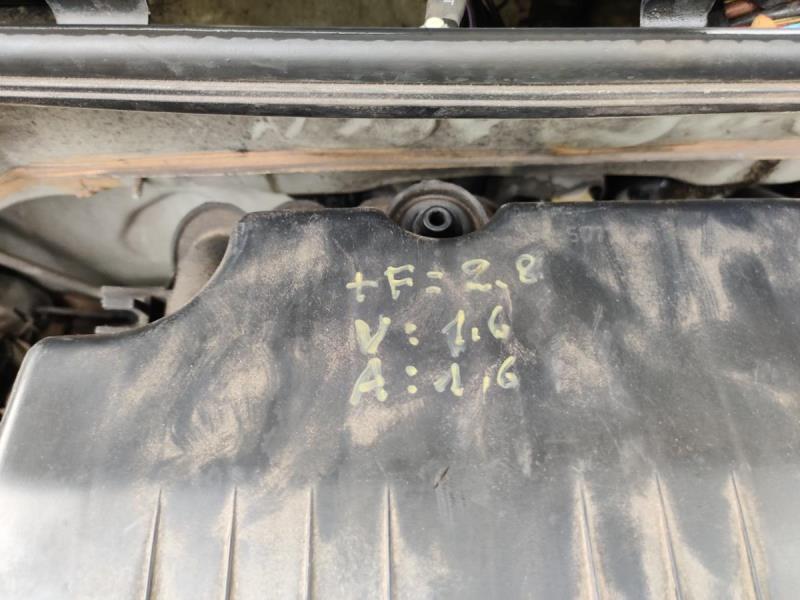 +F= 2,8
V: 1,6
A: 1,6